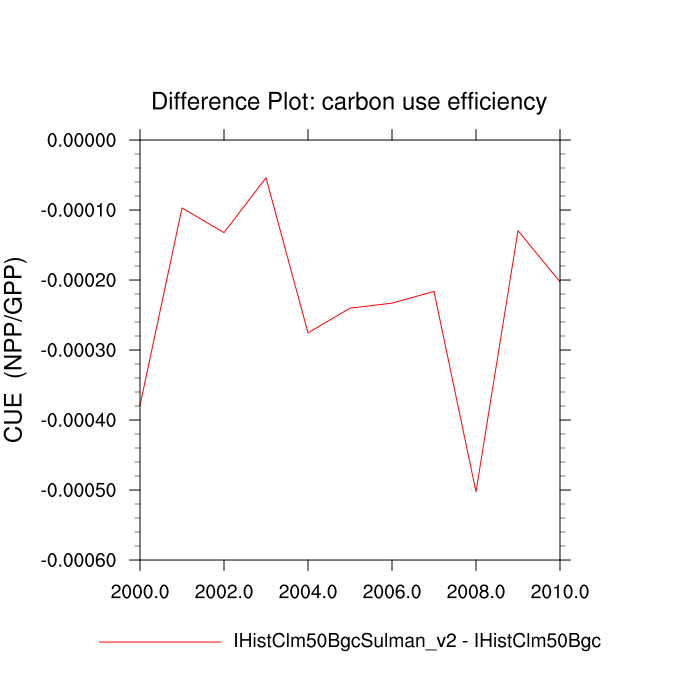 Difference Plot: carbon use efficiency
CUE (NPP/GPP)
0.00000
-0.00010
-0.00020
-0.00030
-0.00040
-0.00050
-0.00060
2000.0 2002.0 2004.0 2006.0 2008.0 2010.0
IHistClm50BgcSulman_v2 - IHistClm50Bgc